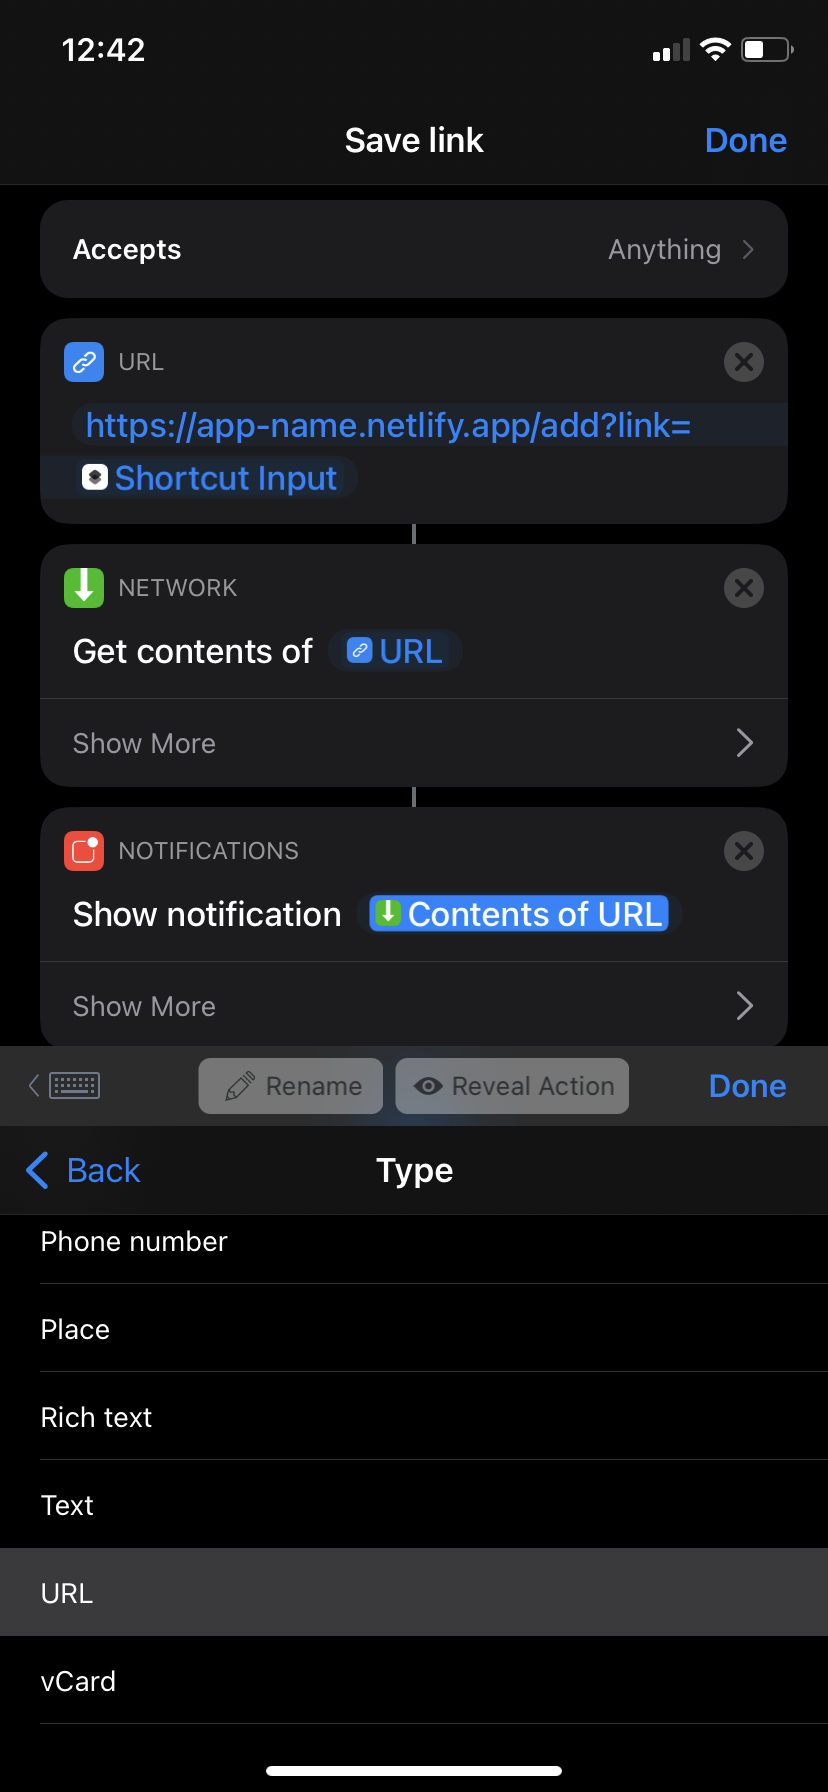 12:42
Save link
Done
Accepts
Anything
URL
https://app-name.netlify.app/add?link=
Shortcut Input
NETWORK
Get contents of URL
Show More
NOTIFICATIONS
Show notification Contents of URL
Show More
Rename
Reveal Action
Done
Back
Type
Phone number
Place
Rich text
Text
URL
vCard